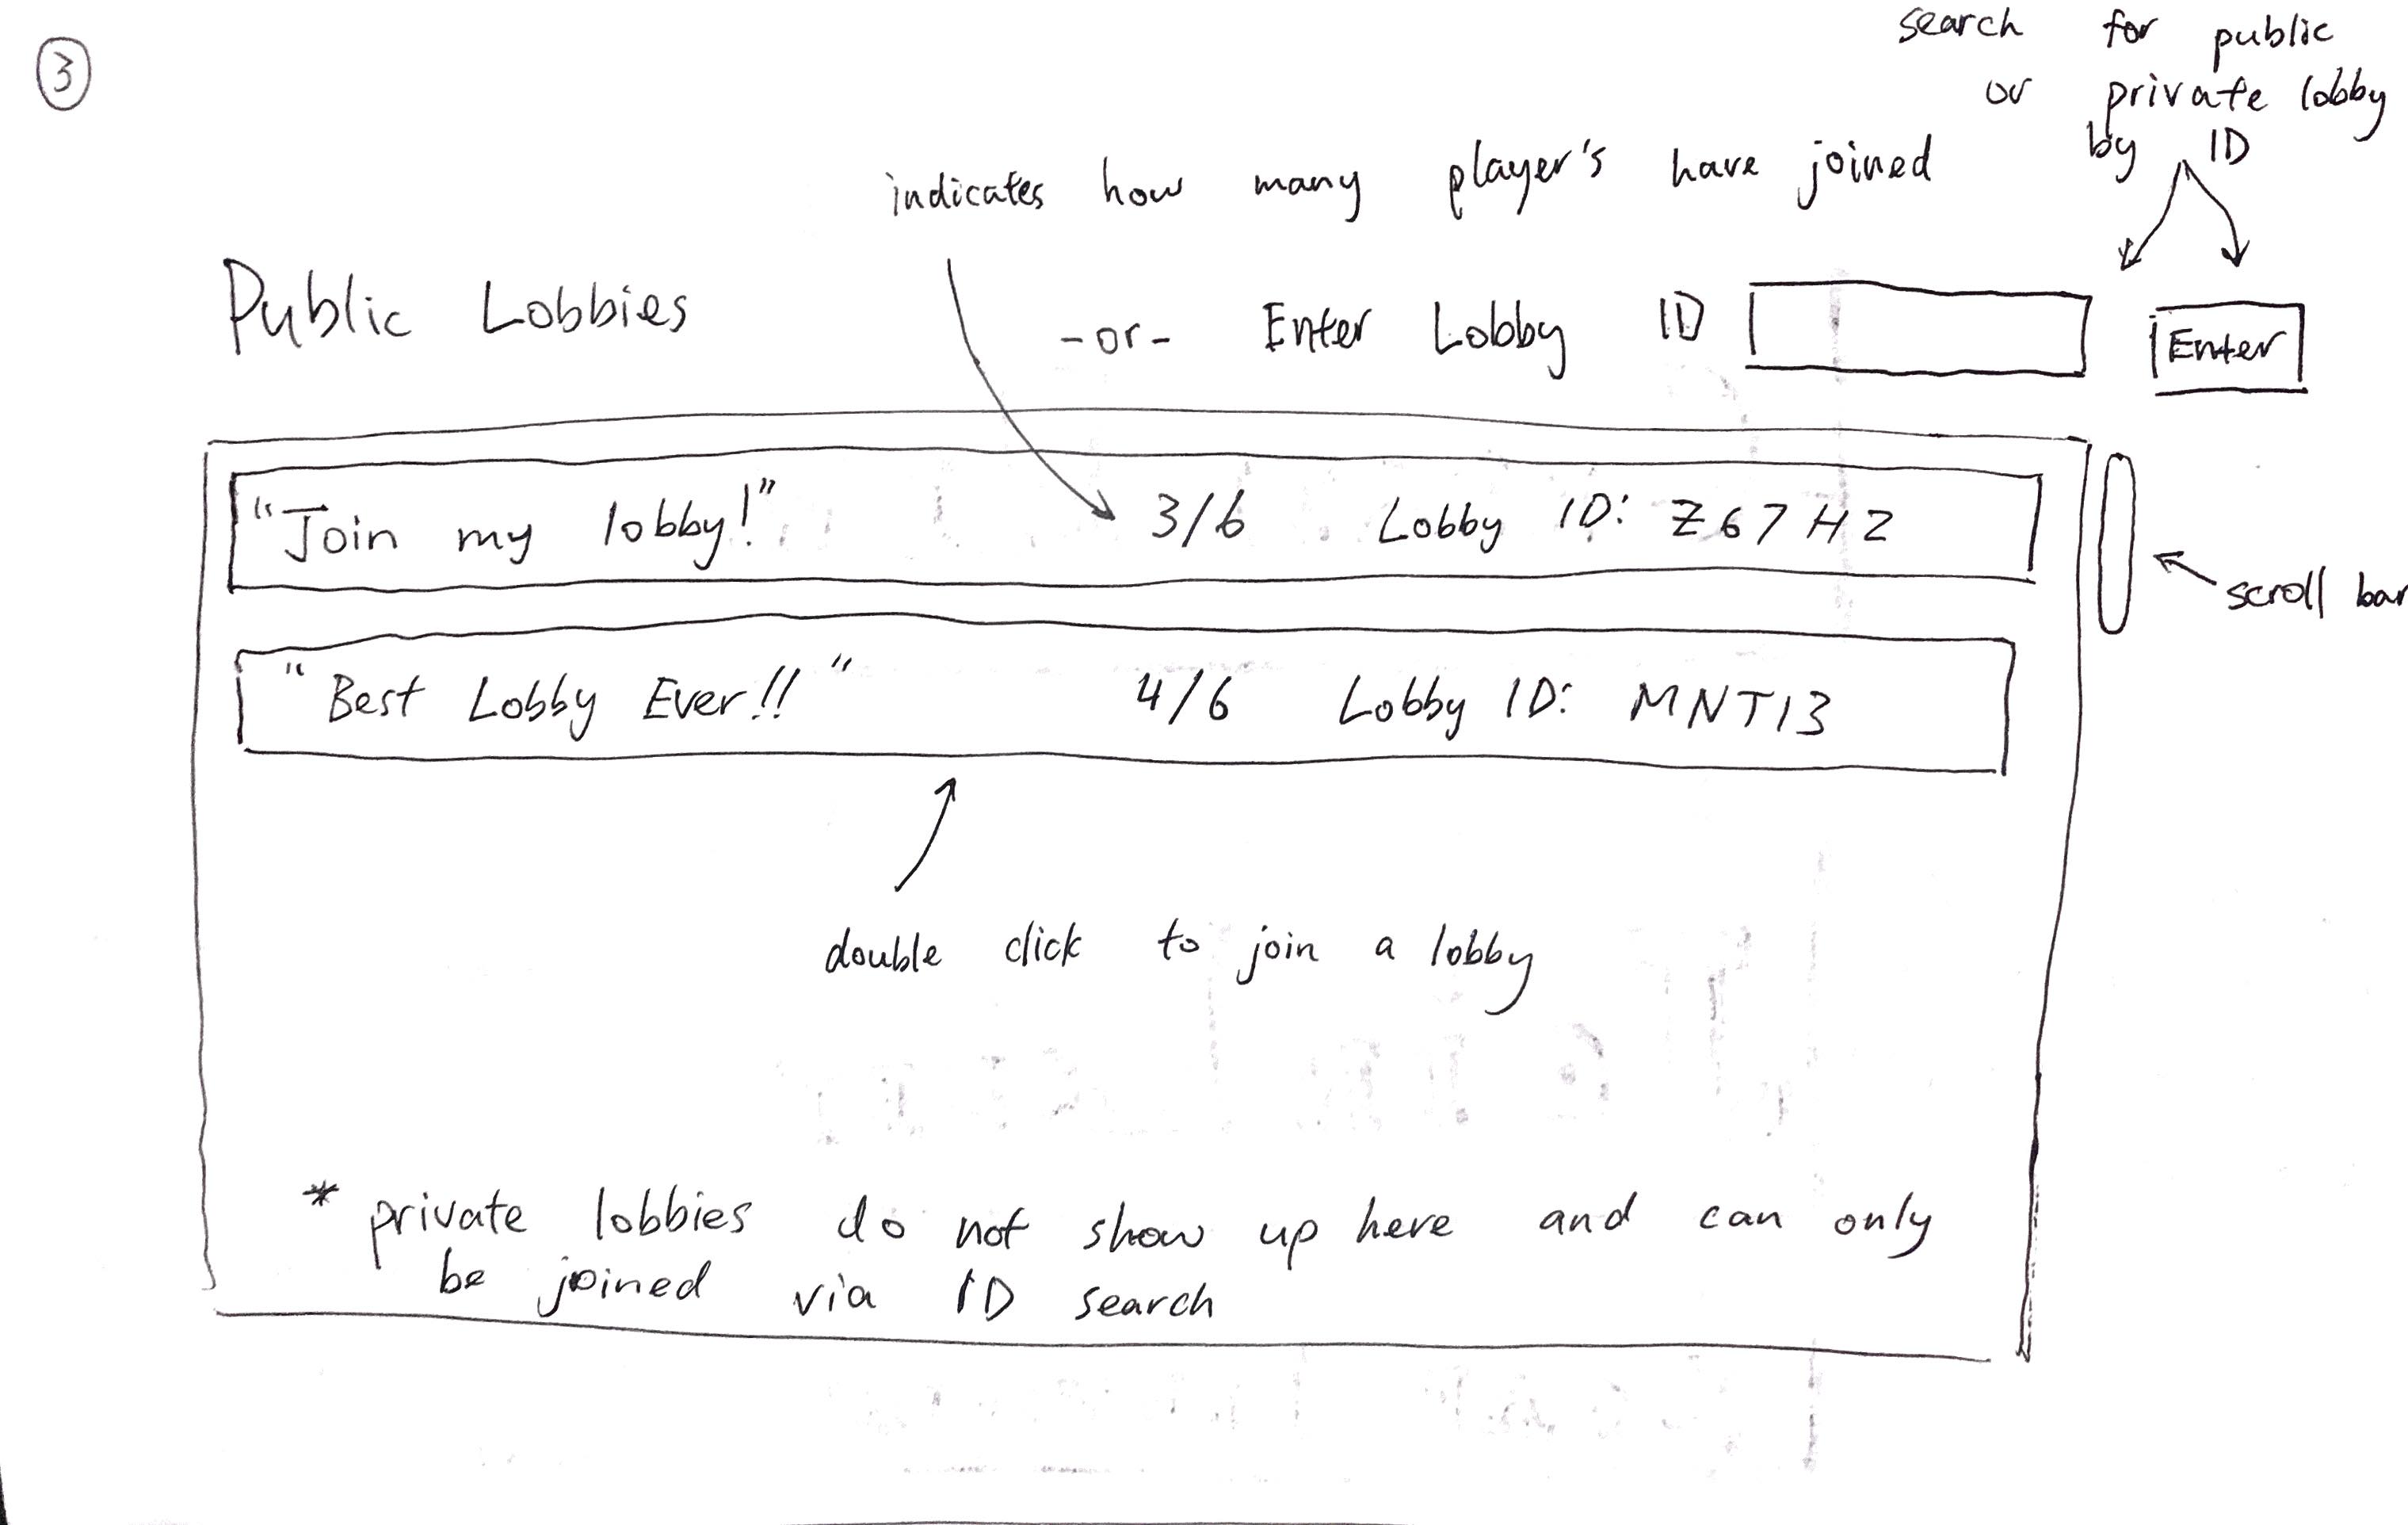 ③
search for public
or private lobby
by ID
indicates how many player's have joined
Public Lobbies -or- Enter Lobby ID Enter
"Join my lobby!" 3/6 Lobby ID: Z67HZ
scroll bar
"Best Lobby Ever!!" 4/6 Lobby ID: MNT13
double click to join a lobby
* private lobbies do not show up here and can only
be joined via ID search